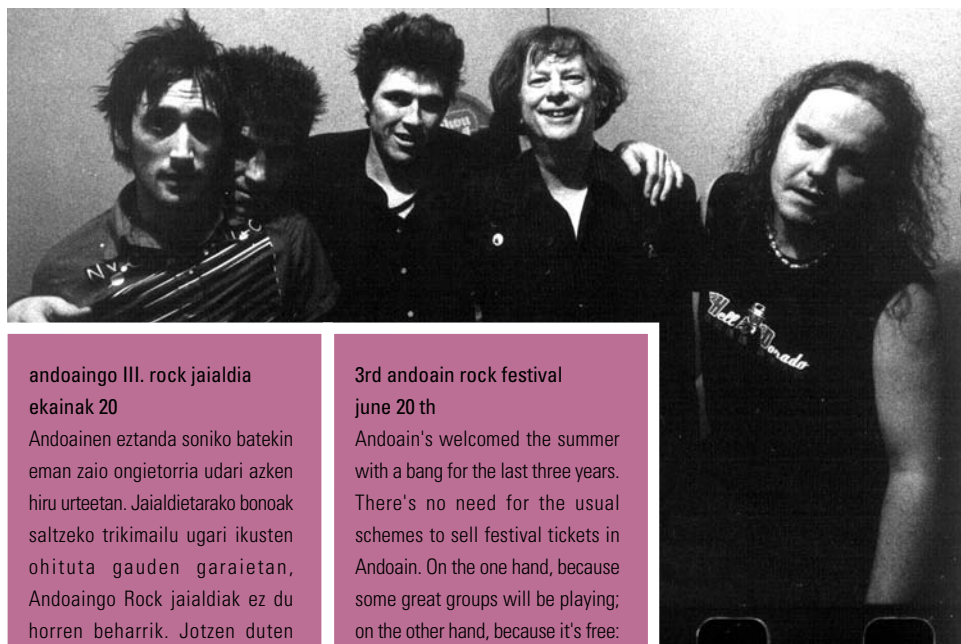 Hell Dorado
andoaingo III. rock jaialdia
ekainak 20
Andoainen eztanda soniko batekin
eman zaio ongietorria udari azken
hiru urteetan. Jaialdietarako bonoak
saltzeko trikimailu ugari ikusten
ohituta gauden garaietan,
Andoaingo Rock jaialdiak ez du
horren beharrik. Jotzen duten
3rd andoain rock festival
june 20 th
Andoain's welcomed the summer
with a bang for the last three years.
There's no need for the usual
schemes to sell festival tickets in
Andoain. On the one hand, because
some great groups will be playing;
on the other hand, because it's free: